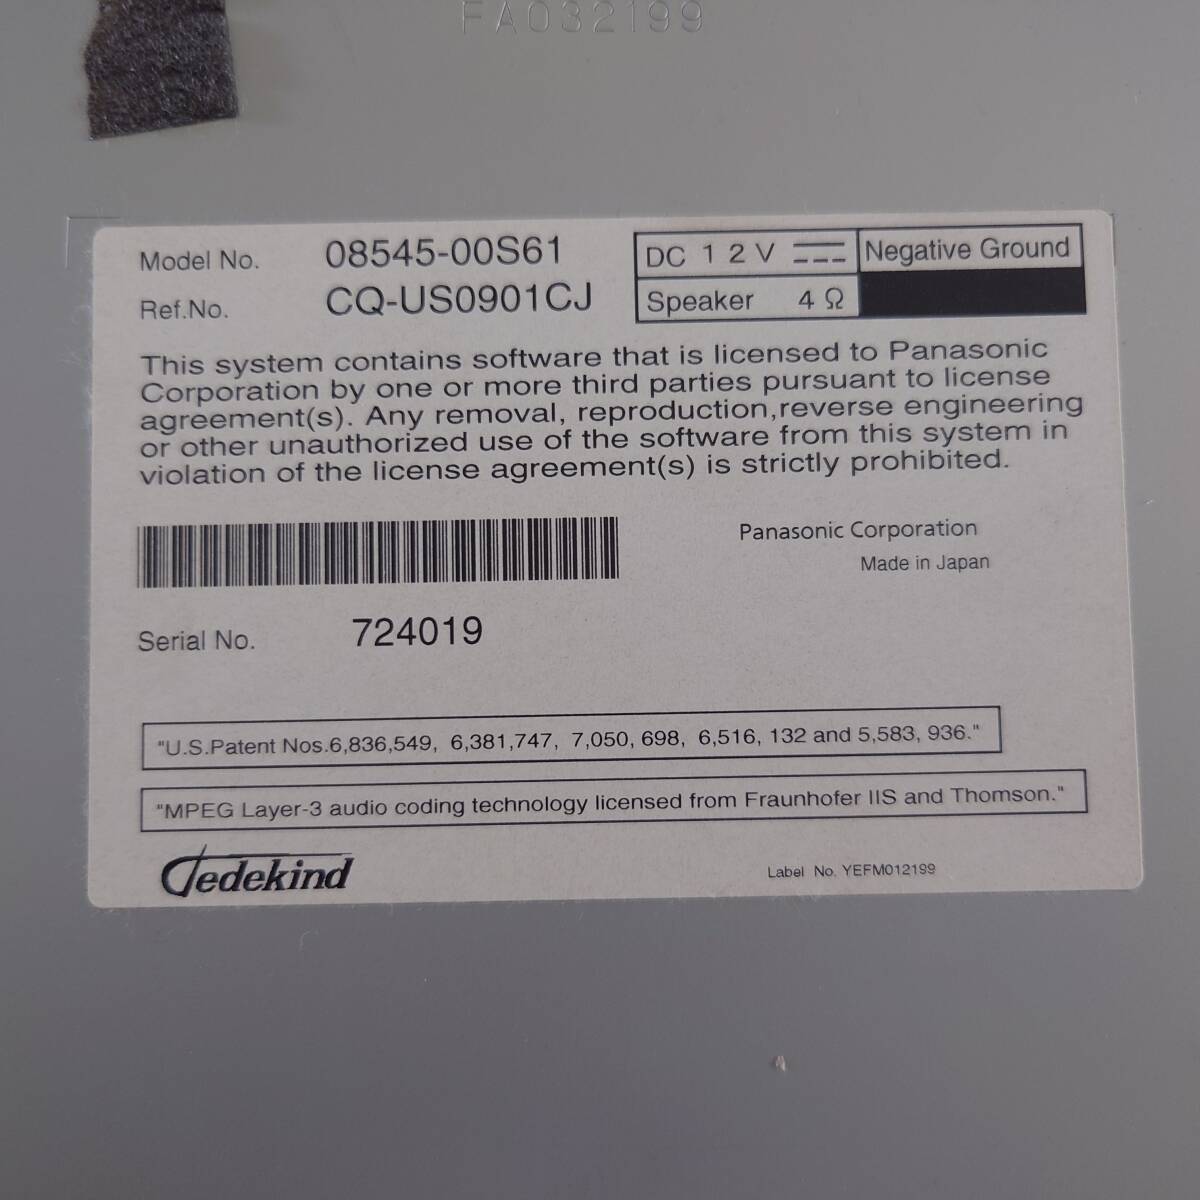 FA032199
Model No. 08545-00S61
Ref.No. CQ-US0901CJ
DC 12V Negative Ground
Speaker 4Ω
This system contains software that is licensed to Panasonic
Corporation by one or more third parties pursuant to license
agreement(s). Any removal, reproduction,reverse engineering
or other unauthorized use of the software from this system in
violation of the license agreement(s) is strictly prohibited.
Panasonic Corporation
Made in Japan
Serial No. 724019
"U.S.Patent Nos.6,836,549, 6,381,747, 7,050, 698, 6,516, 132 and 5,583, 936."
"MPEG Layer-3 audio coding technology licensed from Fraunhofer IIS and Thomson."
Gedekind
Label No. YEFM012199